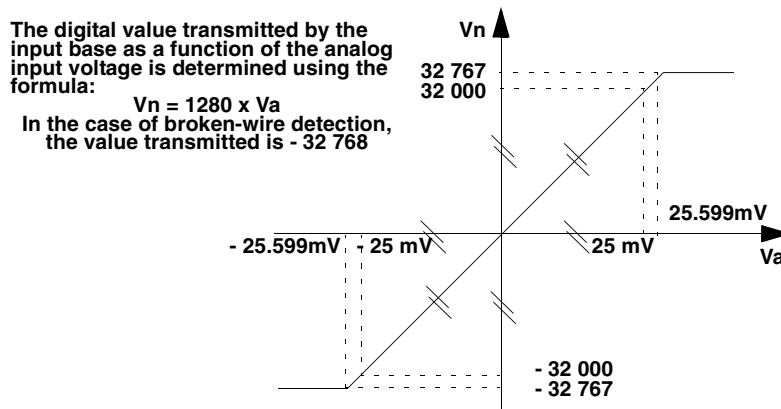 The digital value transmitted by the
input base as a function of the analog
input voltage is determined using the
formula:
Vn = 1280 x Va
In the case of broken-wire detection,
the value transmitted is - 32 768
Vn
32 767
32 000
25.599mV
- 25.599mV - 25 mV 25 mV
Va
- 32 000
- 32 767